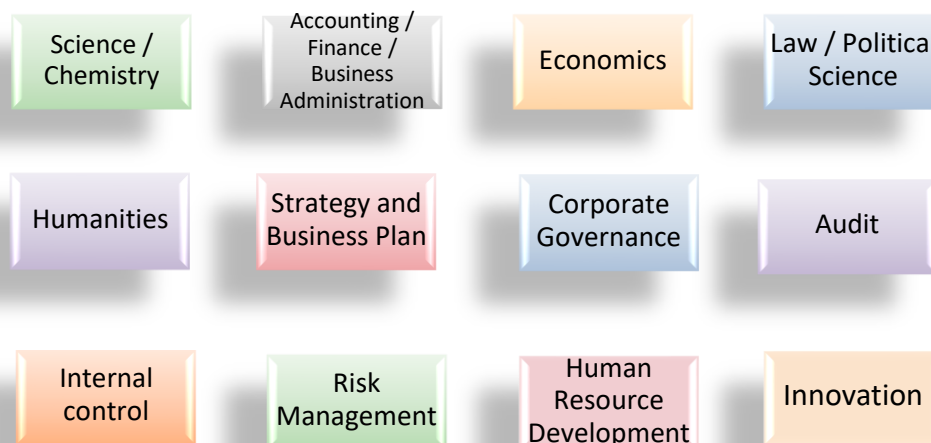 Science /
Chemistry
Accounting /
Finance /
Business
Administration
Economics
Law / Politica
Science
Humanities
Strategy and
Business Plan
Corporate
Governance
Audit
Internal
control
Risk
Management
Human
Resource
Development
Innovation